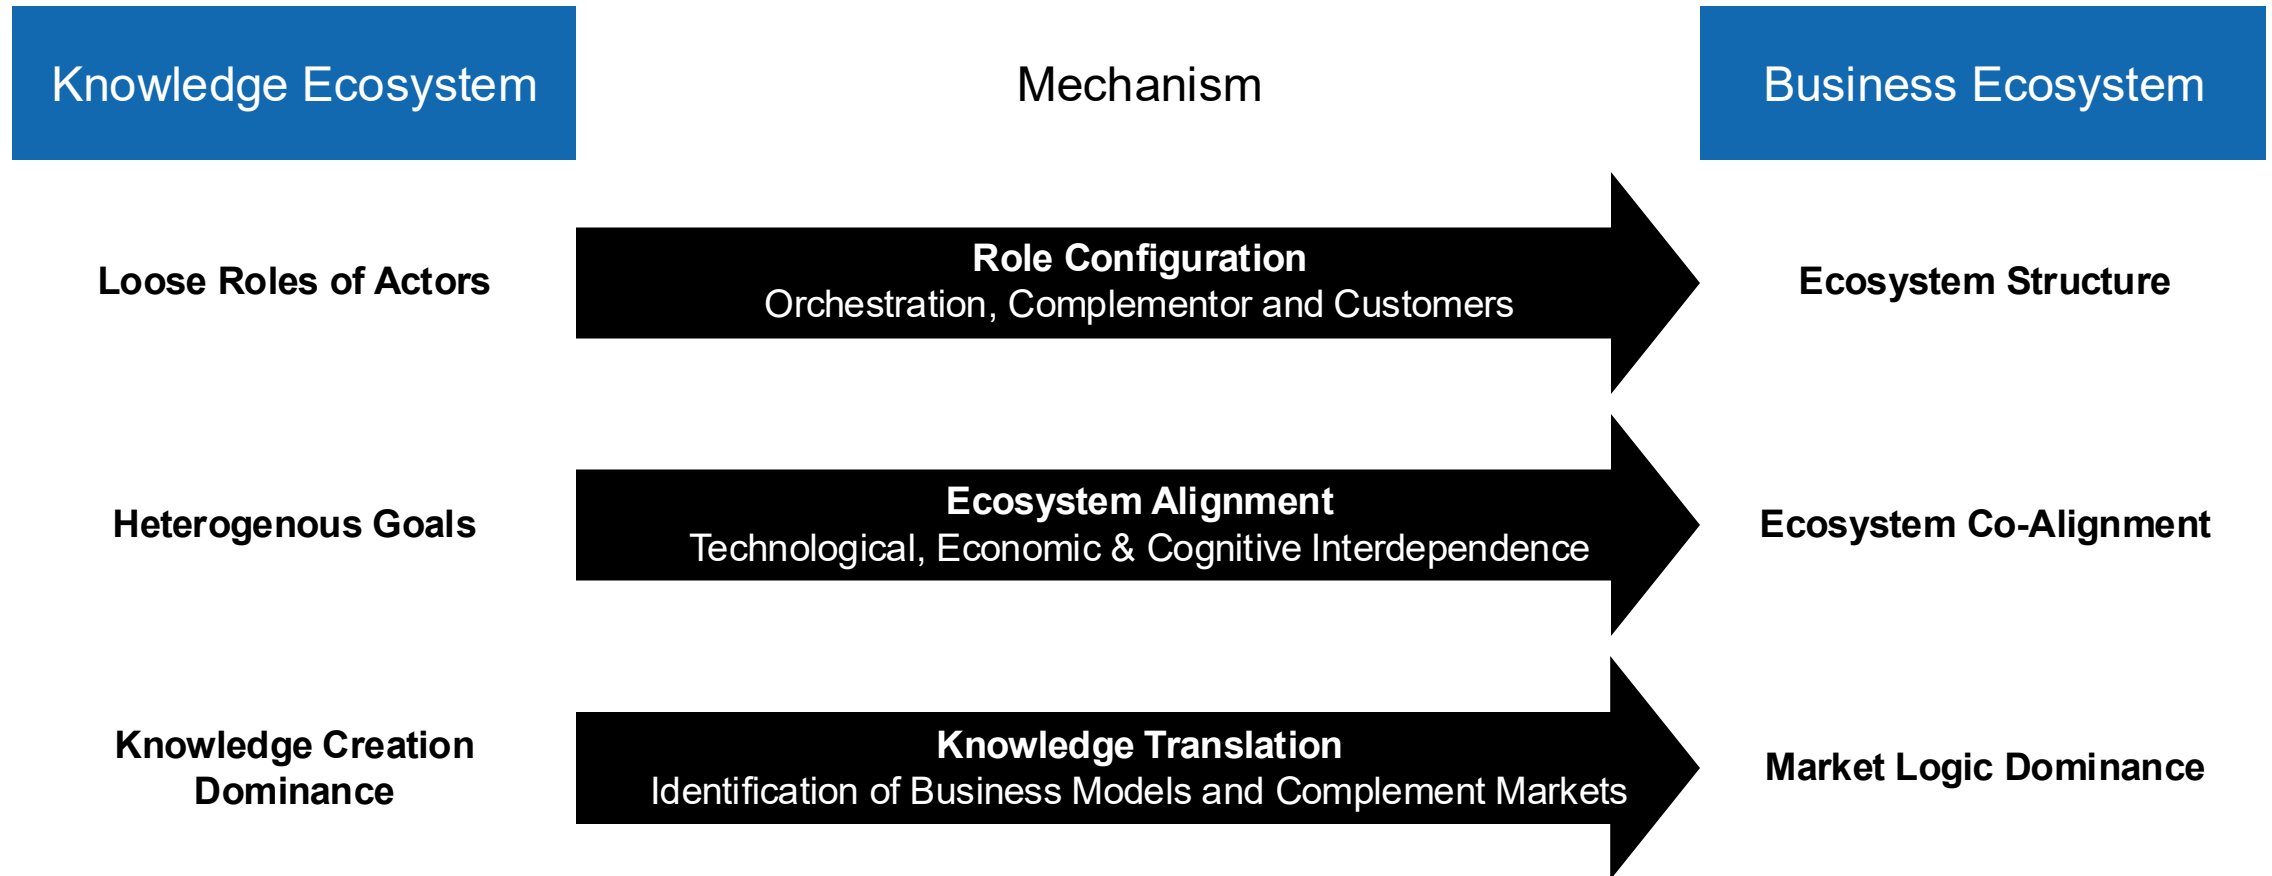 Knowledge Ecosystem
Mechanism
Business Ecosystem
Loose Roles of Actors
Role Configuration
Orchestration, Complementor and Customers
Ecosystem Structure
Heterogenous Goals
Ecosystem Alignment
Technological, Economic & Cognitive Interdependence
Ecosystem Co-Alignment
Knowledge Creation
Dominance
Knowledge Translation
Identification of Business Models and Complement Markets
Market Logic Dominance